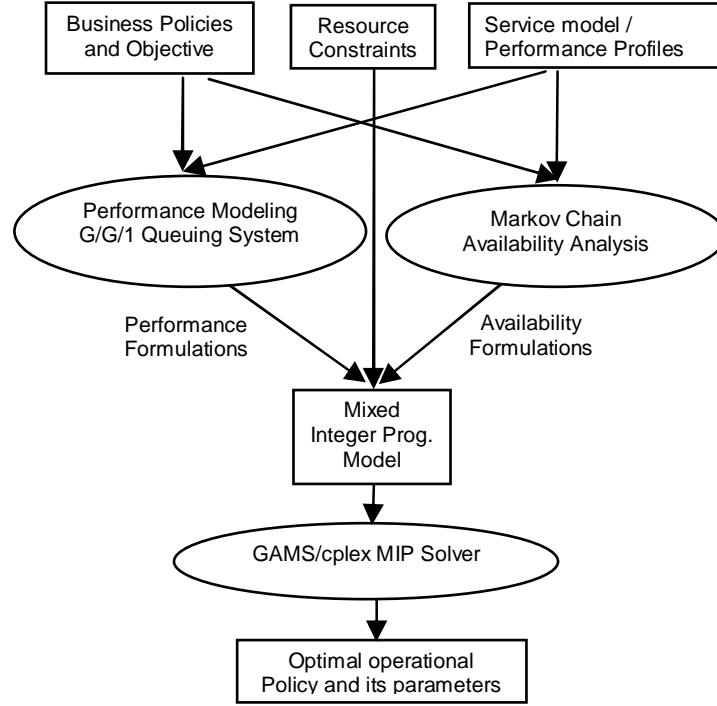 Business Policies
and Objective
Resource
Constraints
Service model /
Performance Profiles
Performance Modeling
G/G/1 Queuing System
Markov Chain
Availability Analysis
Performance
Formulations
Availability
Formulations
Mixed
Integer Prog.
Model
GAMS/cplex MIP Solver
Optimal operational
Policy and its parameters